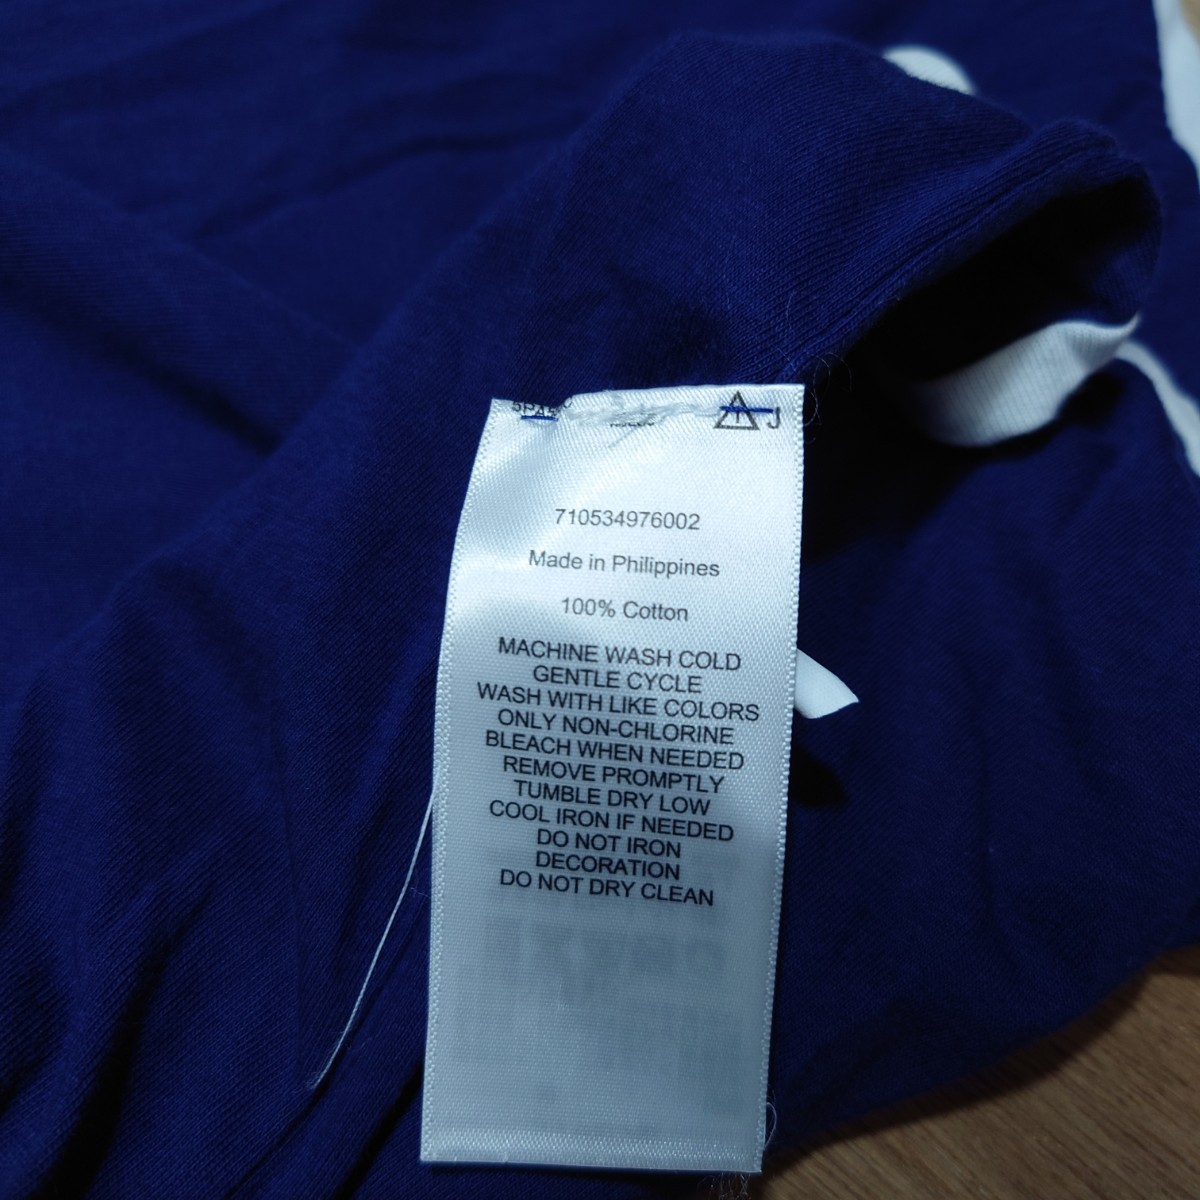 J
710534976002
Made in Philippines
100% Cotton
MACHINE WASH COLD
GENTLE CYCLE
WASH WITH LIKE COLORS
ONLY NON-CHLORINE
BLEACH WHEN NEEDED
REMOVE PROMPTLY
TUMBLE DRY LOW
COOL IRON IF NEEDED
DO NOT IRON
DECORATION
DO NOT DRY CLEAN